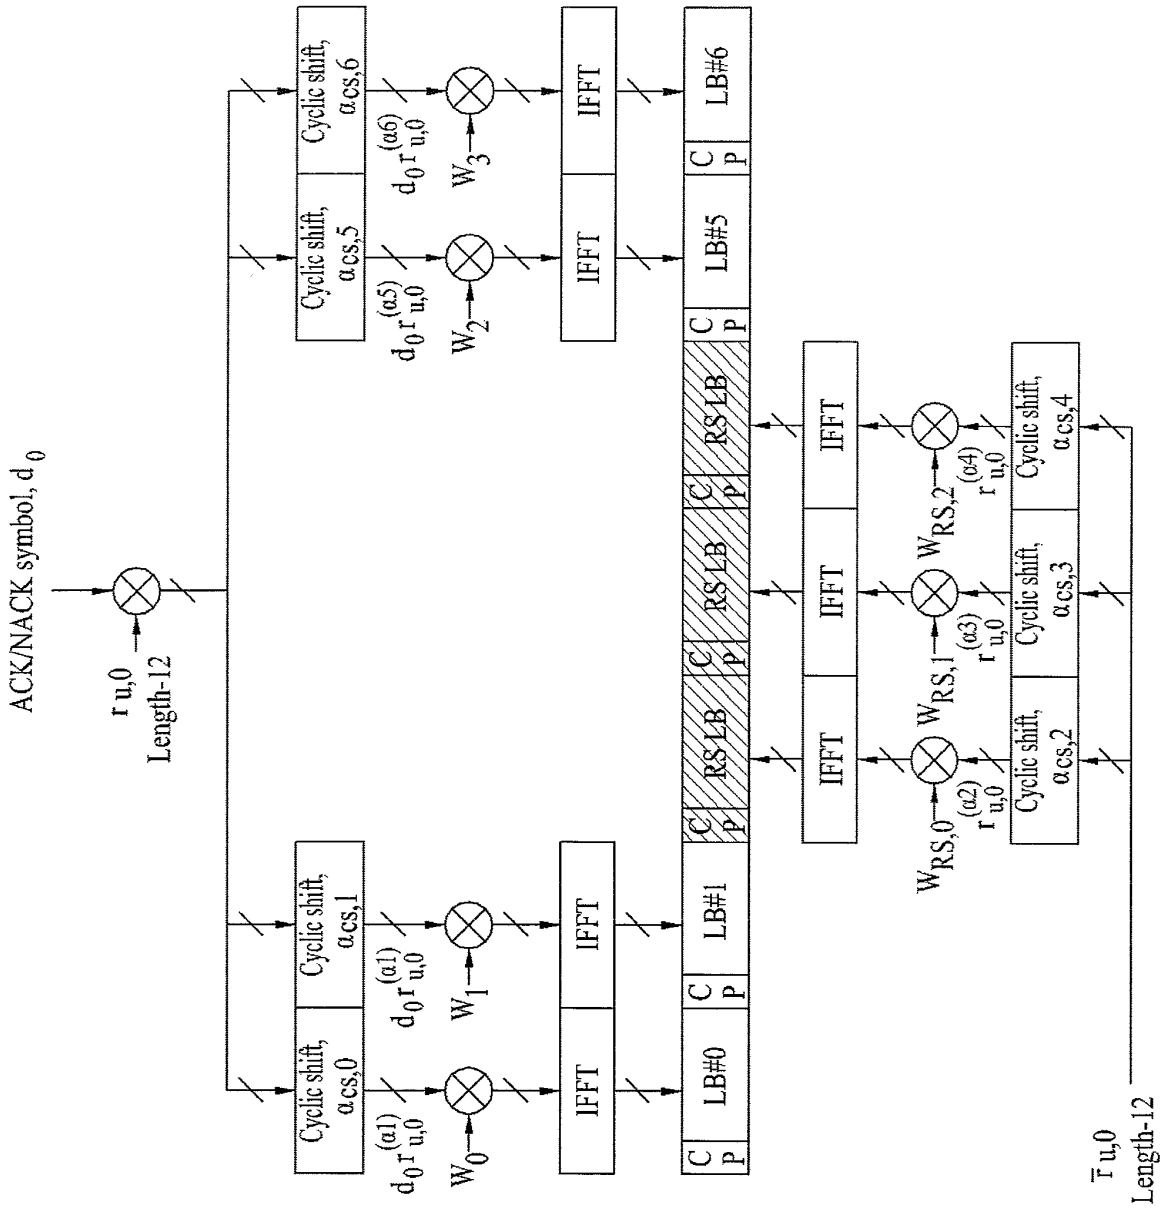 ACK/NACK symbol, d0
r u,0
Length-12
Cyclic shift,
αcs,0
Cyclic shift,
αcs,1
Cyclic shift,
αcs,5
Cyclic shift,
αcs,6
d0 r u,0 (α1)
d0 r u,0 (α1)
d0 r u,0 (α5)
d0 r u,0 (α6)
W0
W1
W2
W3
IFFT
IFFT
IFFT
IFFT
C P
LB#0
C P
LB#1
C P
RS LB
C P
RS LB
C P
RS LB
C P
LB#5
C P
LB#6
IFFT
IFFT
IFFT
WRS,0
WRS,1
WRS,2
r u,0 (α2)
r u,0 (α3)
r u,0 (α4)
Cyclic shift,
αcs,2
Cyclic shift,
αcs,3
Cyclic shift,
αcs,4
r̅ u,0
Length-12